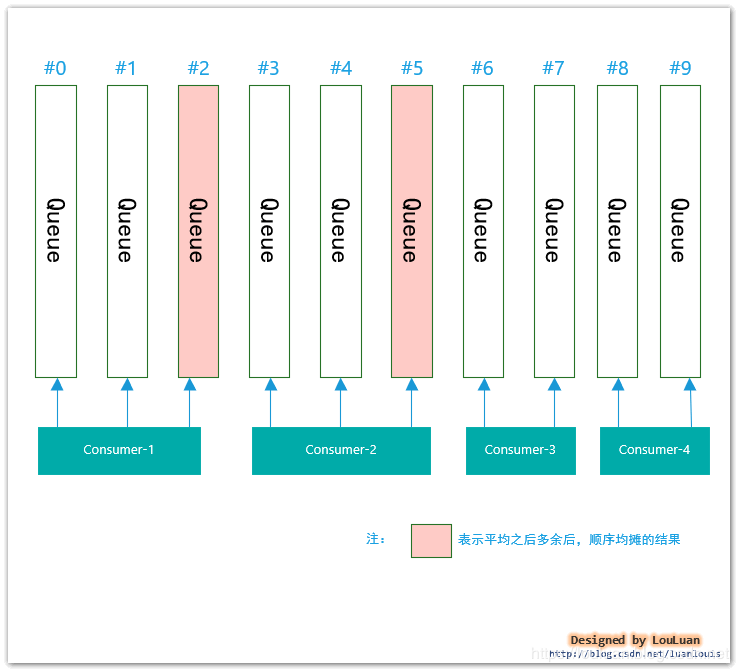 #0 #1 #2 #3 #4 #5 #6 #7 #8 #9
Queue Queue Queue Queue Queue Queue Queue Queue Queue Queue
Consumer-1 Consumer-2 Consumer-3 Consumer-4
注： 表示平均之后多余后，顺序均摊的结果
Designed by LouLuan
http://blog.csdn.net/luanlouis